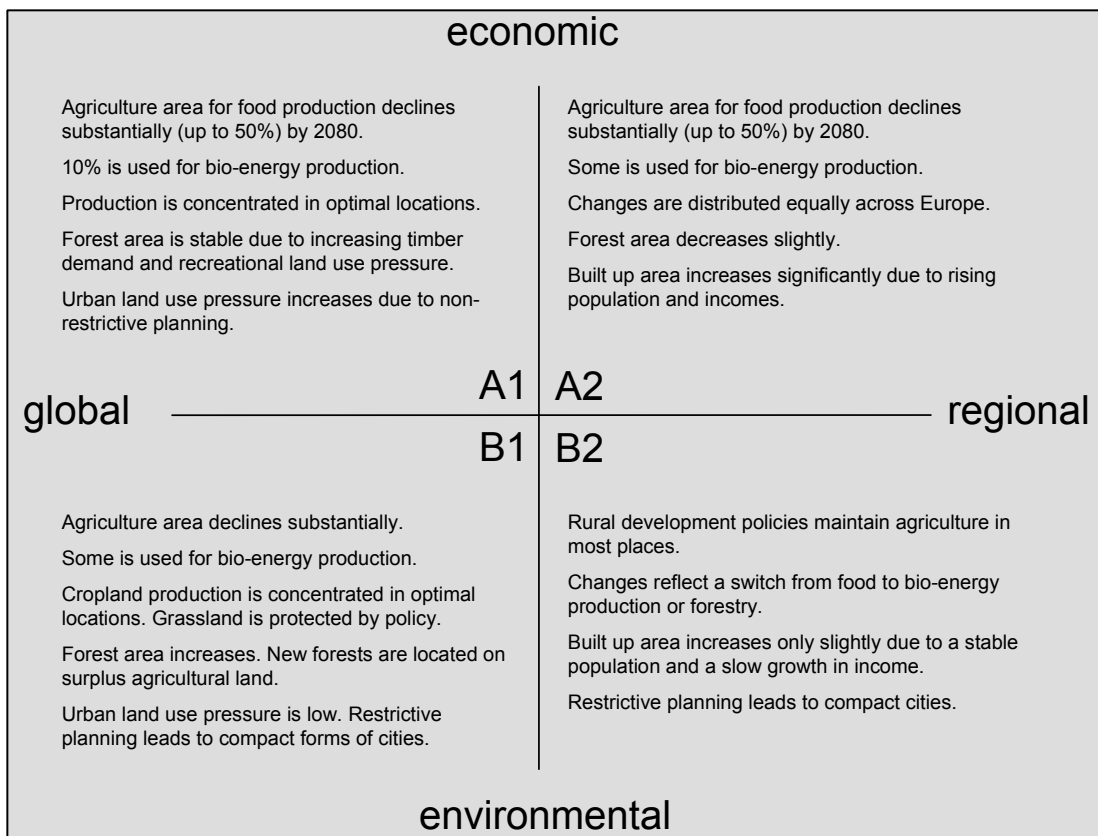 economic
Agriculture area for food production declines
substantially (up to 50%) by 2080.
10% is used for bio-energy production.
Production is concentrated in optimal locations.
Forest area is stable due to increasing timber
demand and recreational land use pressure.
Urban land use pressure increases due to non-
restrictive planning.
Agriculture area for food production declines
substantially (up to 50%) by 2080.
Some is used for bio-energy production.
Changes are distributed equally across Europe.
Forest area decreases slightly.
Built up area increases significantly due to rising
population and incomes.
A1
A2
global
regional
B1
B2
Agriculture area declines substantially.
Some is used for bio-energy production.
Cropland production is concentrated in optimal
locations. Grassland is protected by policy.
Forest area increases. New forests are located on
surplus agricultural land.
Urban land use pressure is low. Restrictive
planning leads to compact forms of cities.
Rural development policies maintain agriculture in
most places.
Changes reflect a switch from food to bio-energy
production or forestry.
Built up area increases only slightly due to a stable
population and a slow growth in income.
Restrictive planning leads to compact cities.
environmental